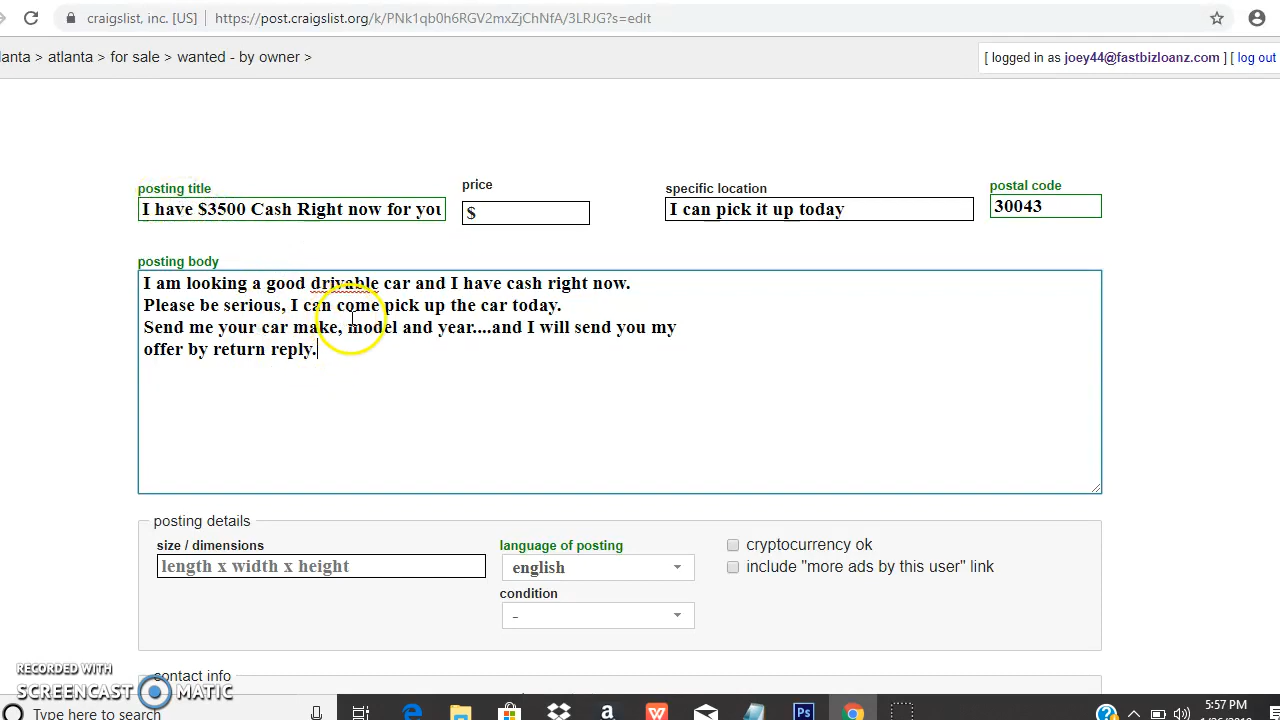 craigslist, inc. [US] https://post.craigslist.org/k/PNk1qb0h6RGV2mxZjChNfA/3LRJG?s=edit
lanta > atlanta > for sale > wanted - by owner >
[ logged in as joey44@fastbizloanz.com ] [ log out
posting title
price
specific location
postal code
I have $3500 Cash Right now for you
$
I can pick it up today
30043
posting body
I am looking a good drivable car and I have cash right now.
Please be serious, I can come pick up the car today.
Send me your car make, model and year....and I will send you my
offer by return reply.
posting details
size / dimensions
length x width x height
language of posting
english
condition
-
cryptocurrency ok
include "more ads by this user" link
contact info
RECORDED WITH
SCREENCAST MATIC
Type here to search
5:57 PM